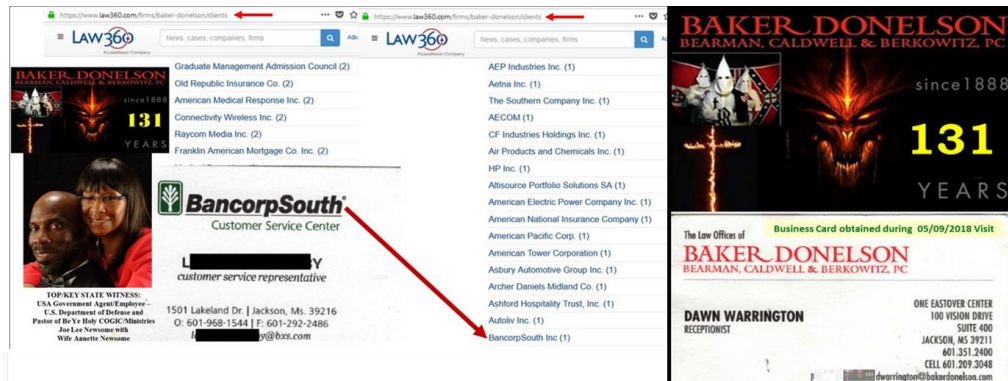 https://www.law360.com/firms/baker-donelson/clients
LAW360
A LexisNexis Company
News, cases, companies, firms
Graduate Management Admission Council (2)
Old Republic Insurance Co. (2)
American Medical Response Inc. (2)
Connectivity Wireless Inc. (2)
Raycom Media Inc. (2)
Franklin American Mortgage Co. Inc. (2)
BAKER DONELSON
BEARMAN, CALDWELL & BERKOWITZ, PC
since1888
131
YEARS
TOP/KEY STATE WITNESS:
USA Government Agent/Employee –
U.S. Department of Defense and
Pastor of Be Ye Holy COGIC/Ministries
Joe Lee Newsome with
Wife Annette Newsome
BancorpSouth
Customer Service Center
L Y
customer service representative
1501 Lakeland Dr. | Jackson, Ms. 39216
O: 601-968-1544 | F: 601-292-2486
y@bxs.com
https://www.law360.com/firms/baker-donelson/clients
LAW360
A LexisNexis Company
News, cases, companies, firms
AEP Industries Inc. (1)
Aetna Inc. (1)
The Southern Company Inc. (1)
AECOM (1)
CF Industries Holdings Inc. (1)
Air Products and Chemicals Inc. (1)
HP Inc. (1)
Altisource Portfolio Solutions SA (1)
American Electric Power Company Inc. (1)
American National Insurance Company (1)
American Pacific Corp. (1)
American Tower Corporation (1)
Asbury Automotive Group Inc. (1)
Archer Daniels Midland Co. (1)
Ashford Hospitality Trust, Inc. (1)
Autoliv Inc. (1)
BancorpSouth Inc (1)
BAKER DONELSON
BEARMAN, CALDWELL & BERKOWITZ, PC
since1888
131
YEARS
Business Card obtained during 05/09/2018 Visit
The Law Offices of
BAKER DONELSON
BEARMAN, CALDWELL & BERKOWITZ, PC
DAWN WARRINGTON
RECEPTIONIST
ONE EASTOVER CENTER
100 VISION DRIVE
SUITE 400
JACKSON, MS 39211
601.351.2400
CELL 601.209.3048
dwarrington@bakerdonelson.com